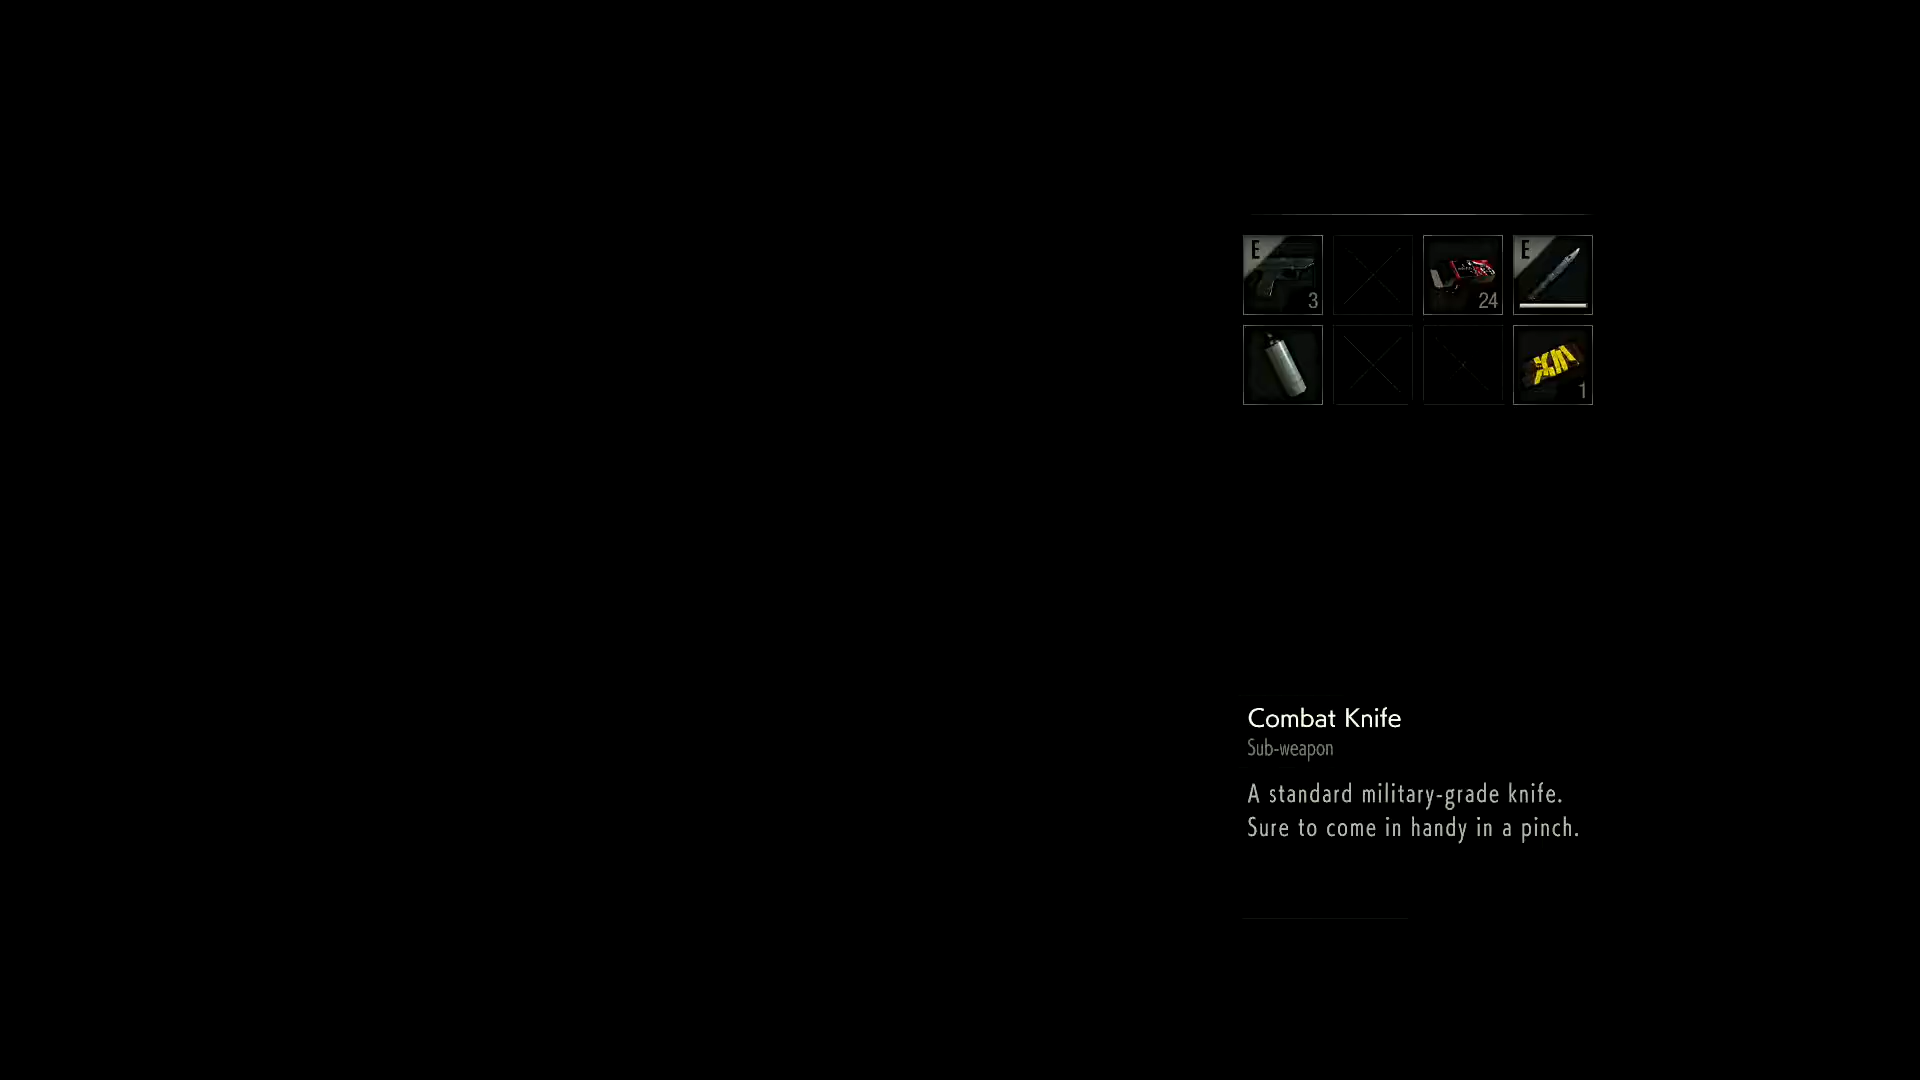 E
3
24
E
1
Combat Knife
Sub-weapon
A standard military-grade knife.
Sure to come in handy in a pinch.